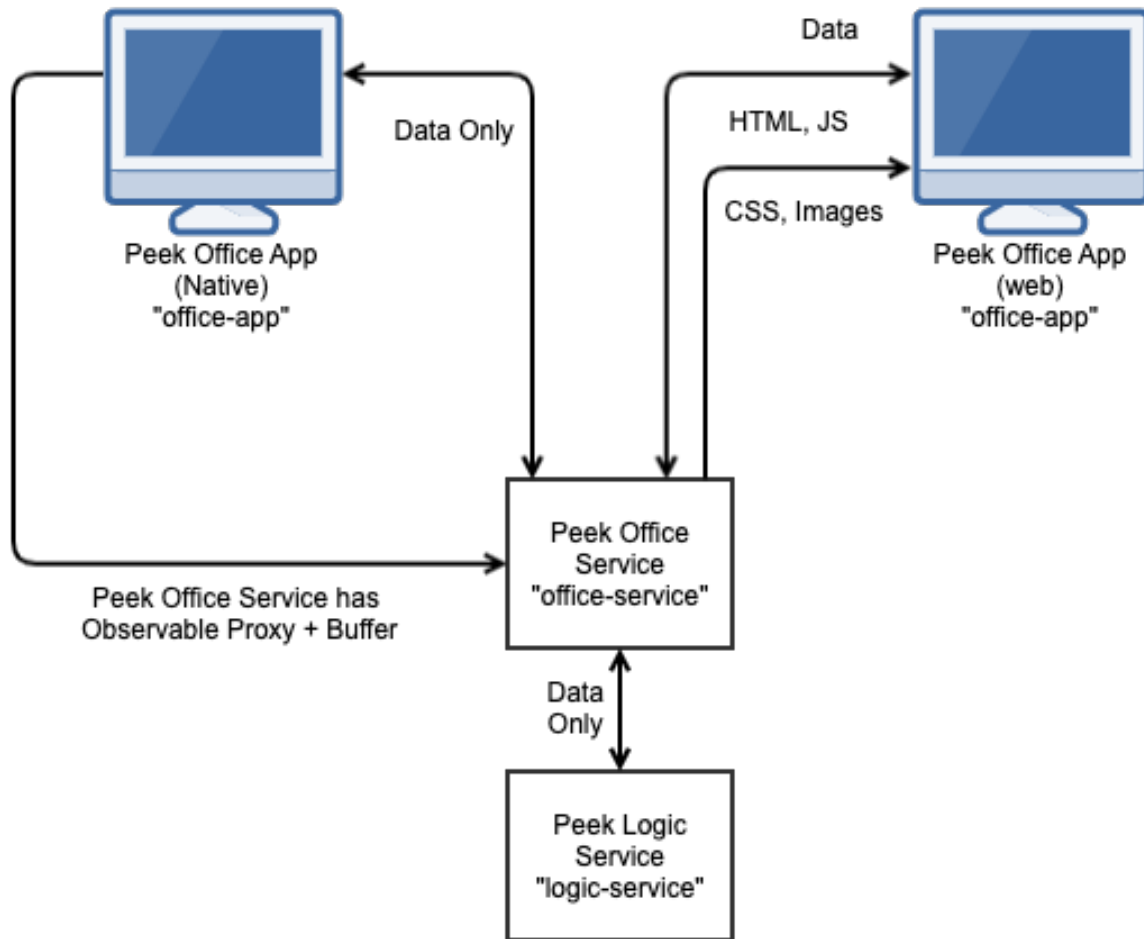 Data
Data Only
HTML, JS
CSS, Images
Peek Office App
(Native)
"office-app"
Peek Office App
(web)
"office-app"
Peek Office
Service
"office-service"
Peek Office Service has
Observable Proxy + Buffer
Data
Only
Peek Logic
Service
"logic-service"